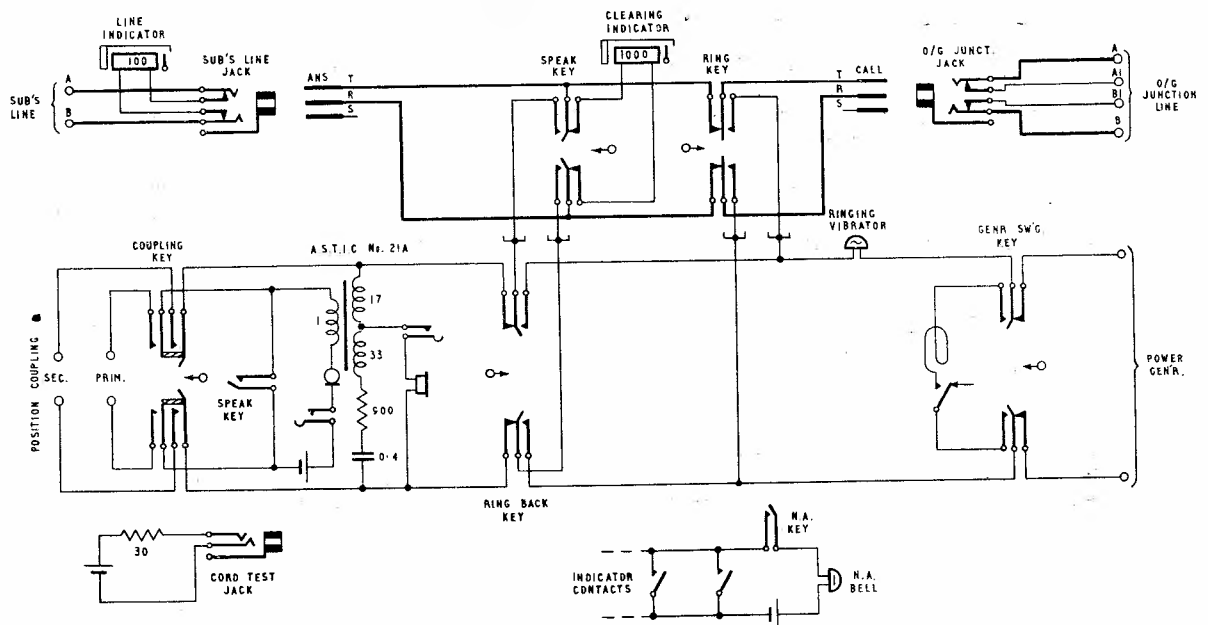 LINE
INDICATOR
100
SUB'S LINE
JACK
A
B
SUB'S
LINE
ANS
T
R
S
CLEARING
INDICATOR
1000
SPEAK
KEY
RING
KEY
T
R
S
CALL
O/G JUNCT.
JACK
A
A1
B1
B
O/G
JUNCTION
LINE
COUPLING
KEY
A.S.T.I.C No. 21A
RINGING
VIBRATOR
GENR SW'G
KEY
POSITION COUPLING
SEC.
PRIM.
SPEAK
KEY
1
17
33
900
0·4
RING BACK
KEY
POWER
GEN'R.
30
CORD TEST
JACK
INDICATOR
CONTACTS
N.A.
KEY
N.A.
BELL